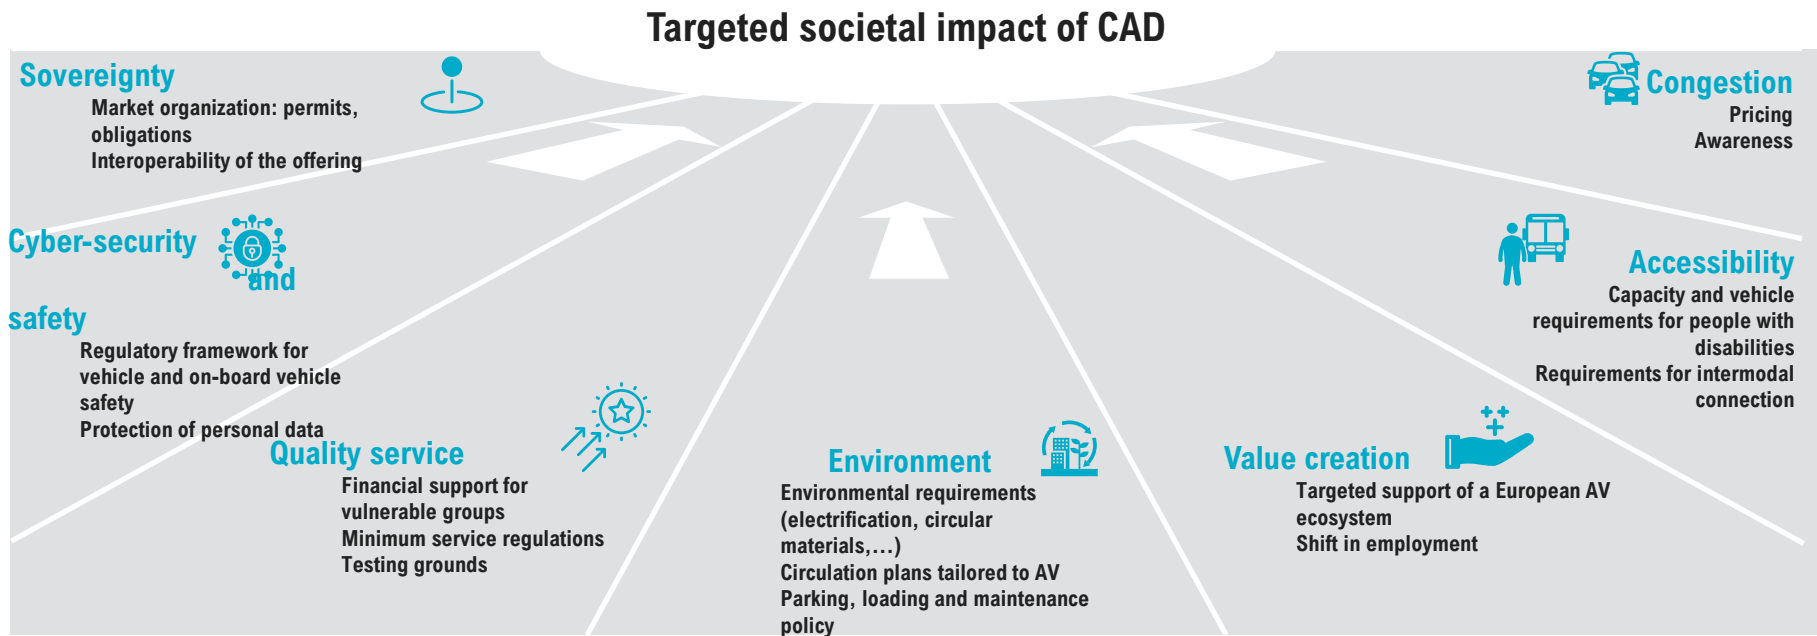 Targeted societal impact of CAD
Sovereignty
Market organization: permits,
obligations
Interoperability of the offering
Cyber-security
and
safety
Regulatory framework for
vehicle and on-board vehicle
safety
Protection of personal data
Quality service
Financial support for
vulnerable groups
Minimum service regulations
Testing grounds
Environment
Environmental requirements
(electrification, circular
materials,...)
Circulation plans tailored to AV
Parking, loading and maintenance
policy
Value creation
Targeted support of a European AV
ecosystem
Shift in employment
Accessibility
Capacity and vehicle
requirements for people with
disabilities
Requirements for intermodal
connection
Congestion
Pricing
Awareness